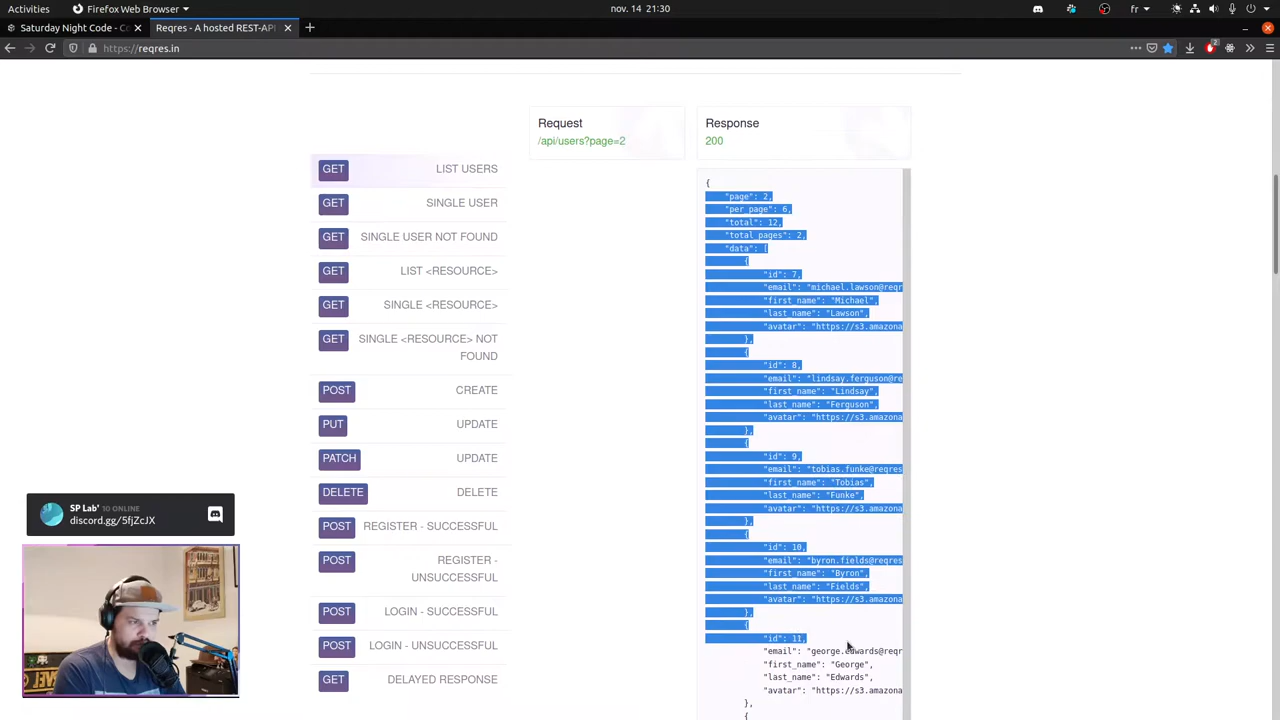 Activities
Firefox Web Browser
nov. 14 21:30
Saturday Night Code - C
Reqres - A hosted REST-API
https://reqres.in
2
Request
/api/users?page=2
Response
200
GET LIST USERS
GET SINGLE USER
GET SINGLE USER NOT FOUND
GET LIST <RESOURCE>
GET SINGLE <RESOURCE>
GET SINGLE <RESOURCE> NOT
FOUND
POST CREATE
PUT UPDATE
PATCH UPDATE
DELETE DELETE
POST REGISTER - SUCCESSFUL
POST REGISTER -
UNSUCCESSFUL
POST LOGIN - SUCCESSFUL
POST LOGIN - UNSUCCESSFUL
GET DELAYED RESPONSE
{
"page": 2,
"per_page": 6,
"total": 12,
"total_pages": 2,
"data": [
{
"id": 7,
"email": "michael.lawson@reqr
"first_name": "Michael",
"last_name": "Lawson",
"avatar": "https://s3.amazona
},
{
"id": 8,
"email": "lindsay.ferguson@re
"first_name": "Lindsay",
"last_name": "Ferguson",
"avatar": "https://s3.amazona
},
{
"id": 9,
"email": "tobias.funke@reqres
"first_name": "Tobias",
"last_name": "Funke",
"avatar": "https://s3.amazona
},
{
"id": 10,
"email": "byron.fields@reqres
"first_name": "Byron",
"last_name": "Fields",
"avatar": "https://s3.amazona
},
{
"id": 11,
"email": "george.edwards@reqr
"first_name": "George",
"last_name": "Edwards",
"avatar": "https://s3.amazona
},
{
10 ONLINE